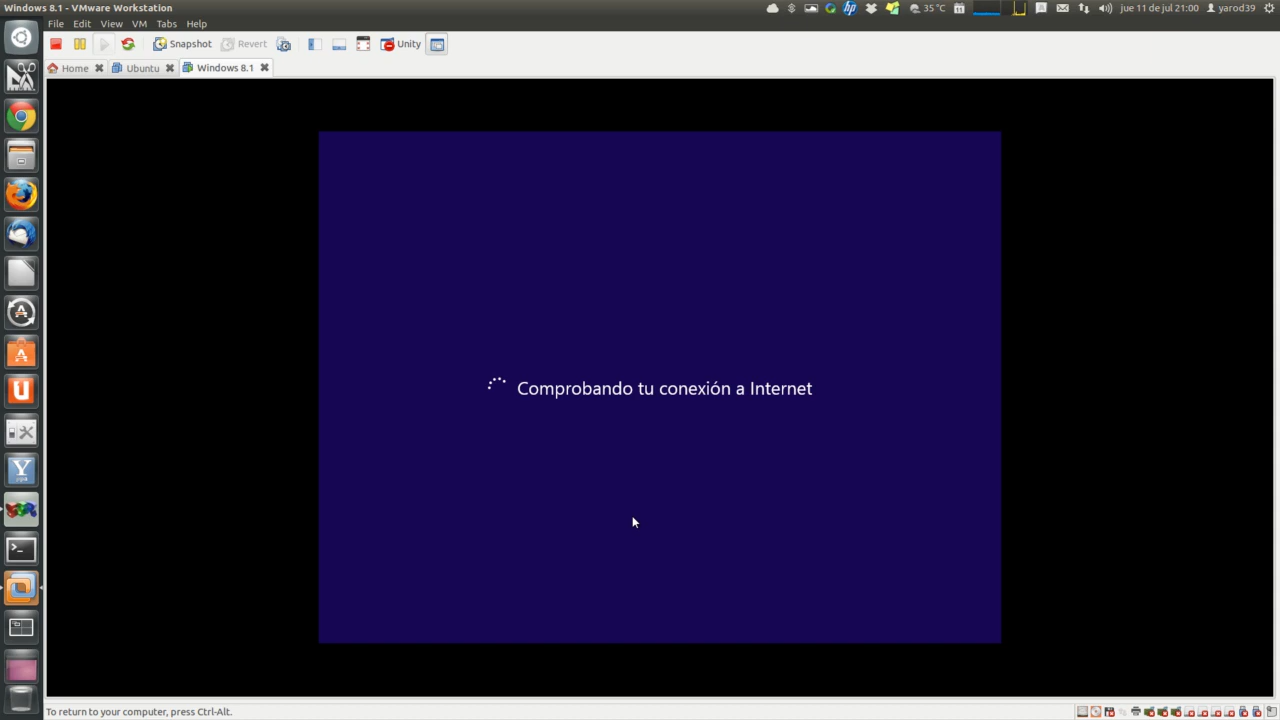 Windows 8.1 - VMware Workstation
35 °C
jue 11 de jul 21:00
yarod39
File Edit View VM Tabs Help
Snapshot Revert Unity
Home Ubuntu Windows 8.1
Comprobando tu conexión a Internet
To return to your computer, press Ctrl-Alt.